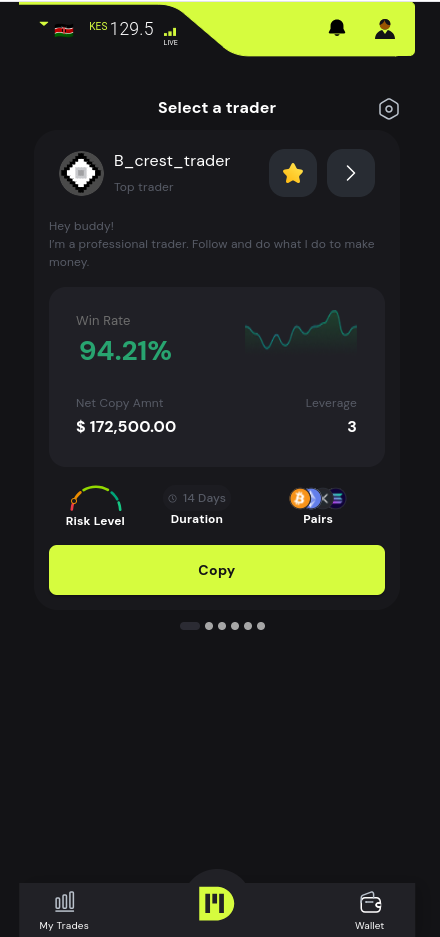 KES 129.5
LIVE
Select a trader
B_crest_trader
Top trader
Hey buddy!
I'm a professional trader. Follow and do what I do to make
money.
Win Rate
94.21%
Net Copy Amnt
Leverage
$ 172,500.00
3
14 Days
Risk Level
Duration
Pairs
Copy
My Trades
Wallet